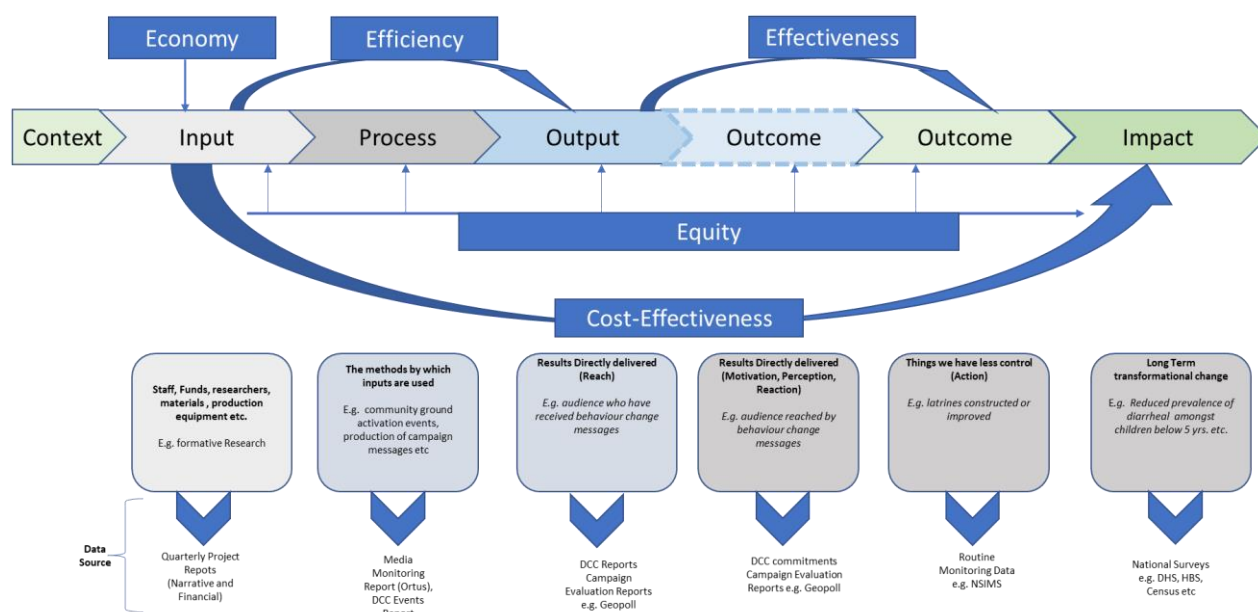 Economy
Efficiency
Effectiveness
Context
Input
Process
Output
Outcome
Outcome
Impact
Equity
Cost-Effectiveness
Staff, Funds, researchers,
materials , production
equipment etc.
E.g. formative Research
The methods by which
inputs are used
E.g. community ground
activation events,
production of campaign
messages etc
Results Directly delivered
(Reach)
E.g. audience who have
received behaviour change
messages
Results Directly delivered
(Motivation, Perception,
Reaction)
E.g. audience reached by
behaviour change
messages
Things we have less control
(Action)
E.g. latrines constructed or
improved
Long Term
transformational change
E.g. Reduced prevalence of
diarrheal amongst
children below 5 yrs. etc.
Data
Source
Quarterly Project
Repots
(Narrative and
Financial)
Media
Monitoring
Report (Ortus),
DCC Events
DCC Reports
Campaign
Evaluation Reports
e.g. Geopoll
DCC commitments
Campaign Evaluation
Reports e.g. Geopoll
Routine
Monitoring Data
e.g. NSIMS
National Surveys
e.g. DHS, HBS,
Census etc